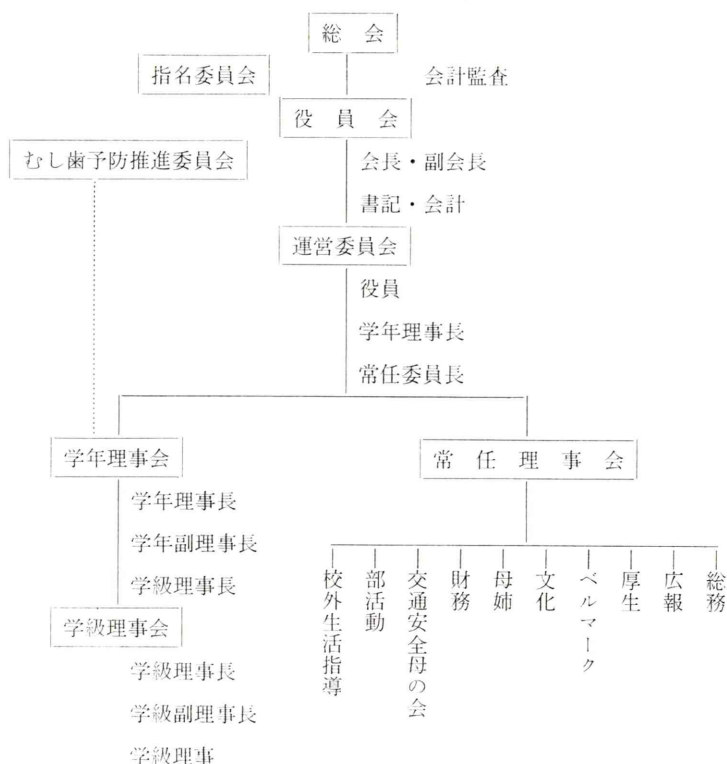 総会
指名委員会
会計監査
役員会
むし歯予防推進委員会
会長・副会長
書記・会計
運営委員会
役員
学年理事長
常任委員長
学年理事会
常任理事会
学年理事長
学年副理事長
学級理事長
学級理事会
学級理事長
学級副理事長
学級理事
総務
広報
厚生
ベルマーク
文化
母姉
財務
交通安全母の会
部活動
校外生活指導